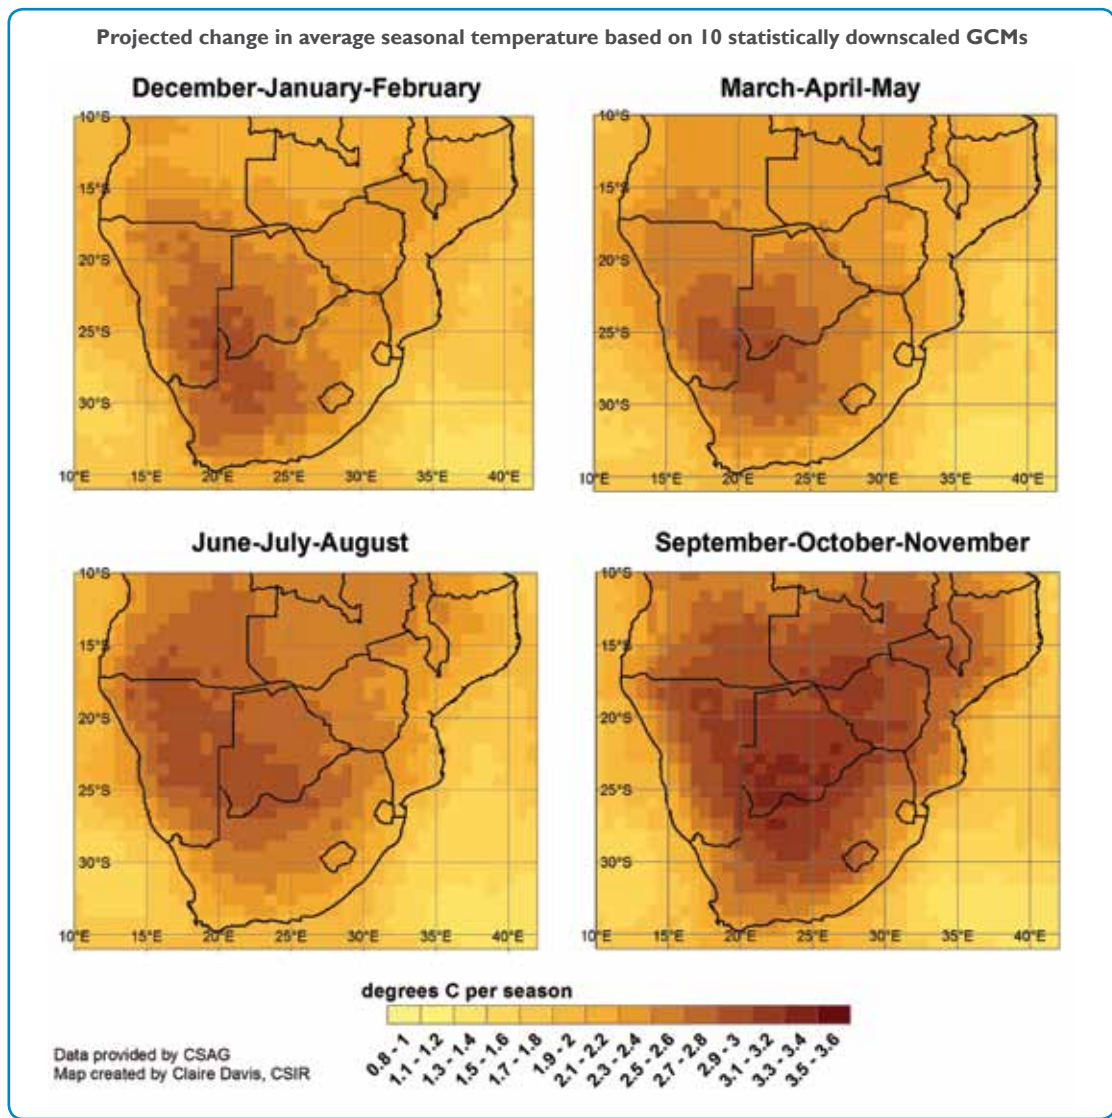 Projected change in average seasonal temperature based on 10 statistically downscaled GCMs
December-January-February
March-April-May
10°S
15°S
20°S
25°S
30°S
10°E 15°E 20°E 25°E 30°E 35°E 40°E
10°S
15°S
20°S
25°S
30°S
10°E 15°E 20°E 25°E 30°E 35°E 40°E
June-July-August
September-October-November
10°S
15°S
20°S
25°S
30°S
10°E 15°E 20°E 25°E 30°E 35°E 40°E
10°S
15°S
20°S
25°S
30°S
10°E 15°E 20°E 25°E 30°E 35°E 40°E
degrees C per season
0.8 - 1
1.1 - 1.2
1.3 - 1.4
1.5 - 1.6
1.7 - 1.8
1.9 - 2
2.1 - 2.2
2.3 - 2.4
2.5 - 2.6
2.7 - 2.8
2.9 - 3
3.1 - 3.2
3.3 - 3.4
3.5 - 3.6
Data provided by CSAG
Map created by Claire Davis, CSIR